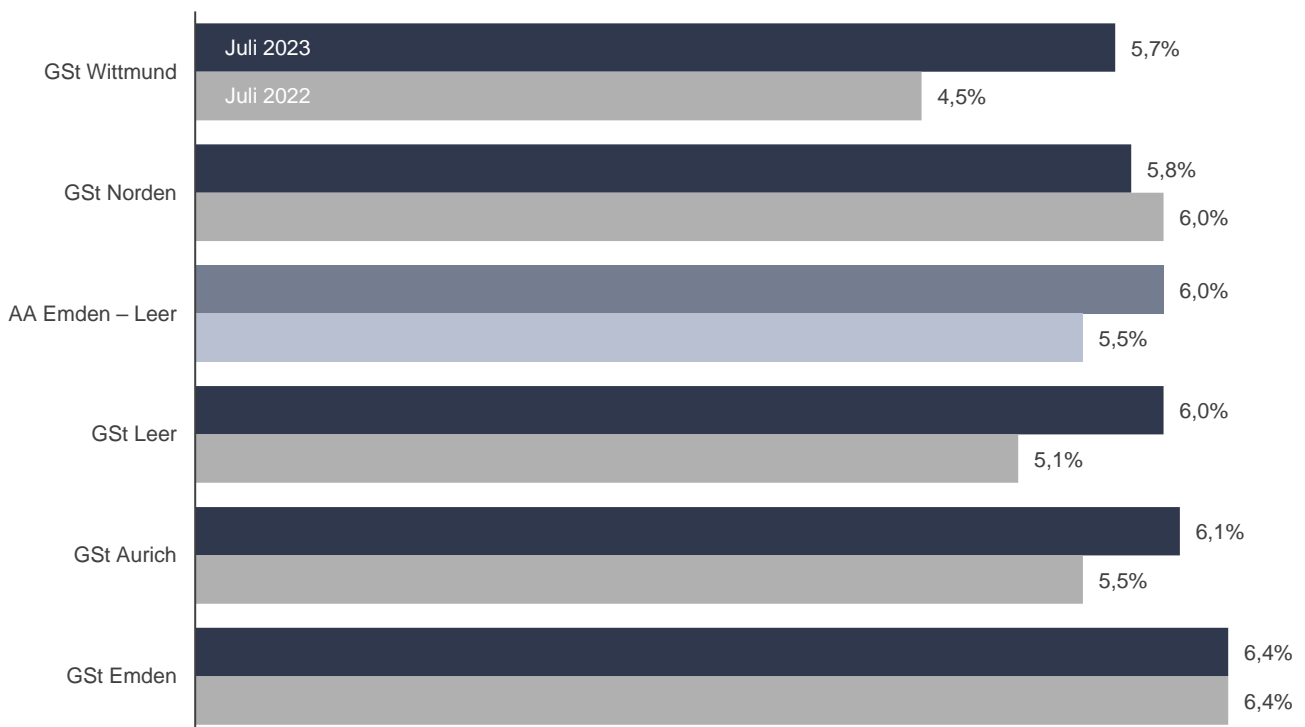 Juli 2023
5,7%
GSt Wittmund
Juli 2022
4,5%
5,8%
GSt Norden
6,0%
6,0%
AA Emden – Leer
5,5%
6,0%
GSt Leer
5,1%
6,1%
GSt Aurich
5,5%
6,4%
GSt Emden
6,4%